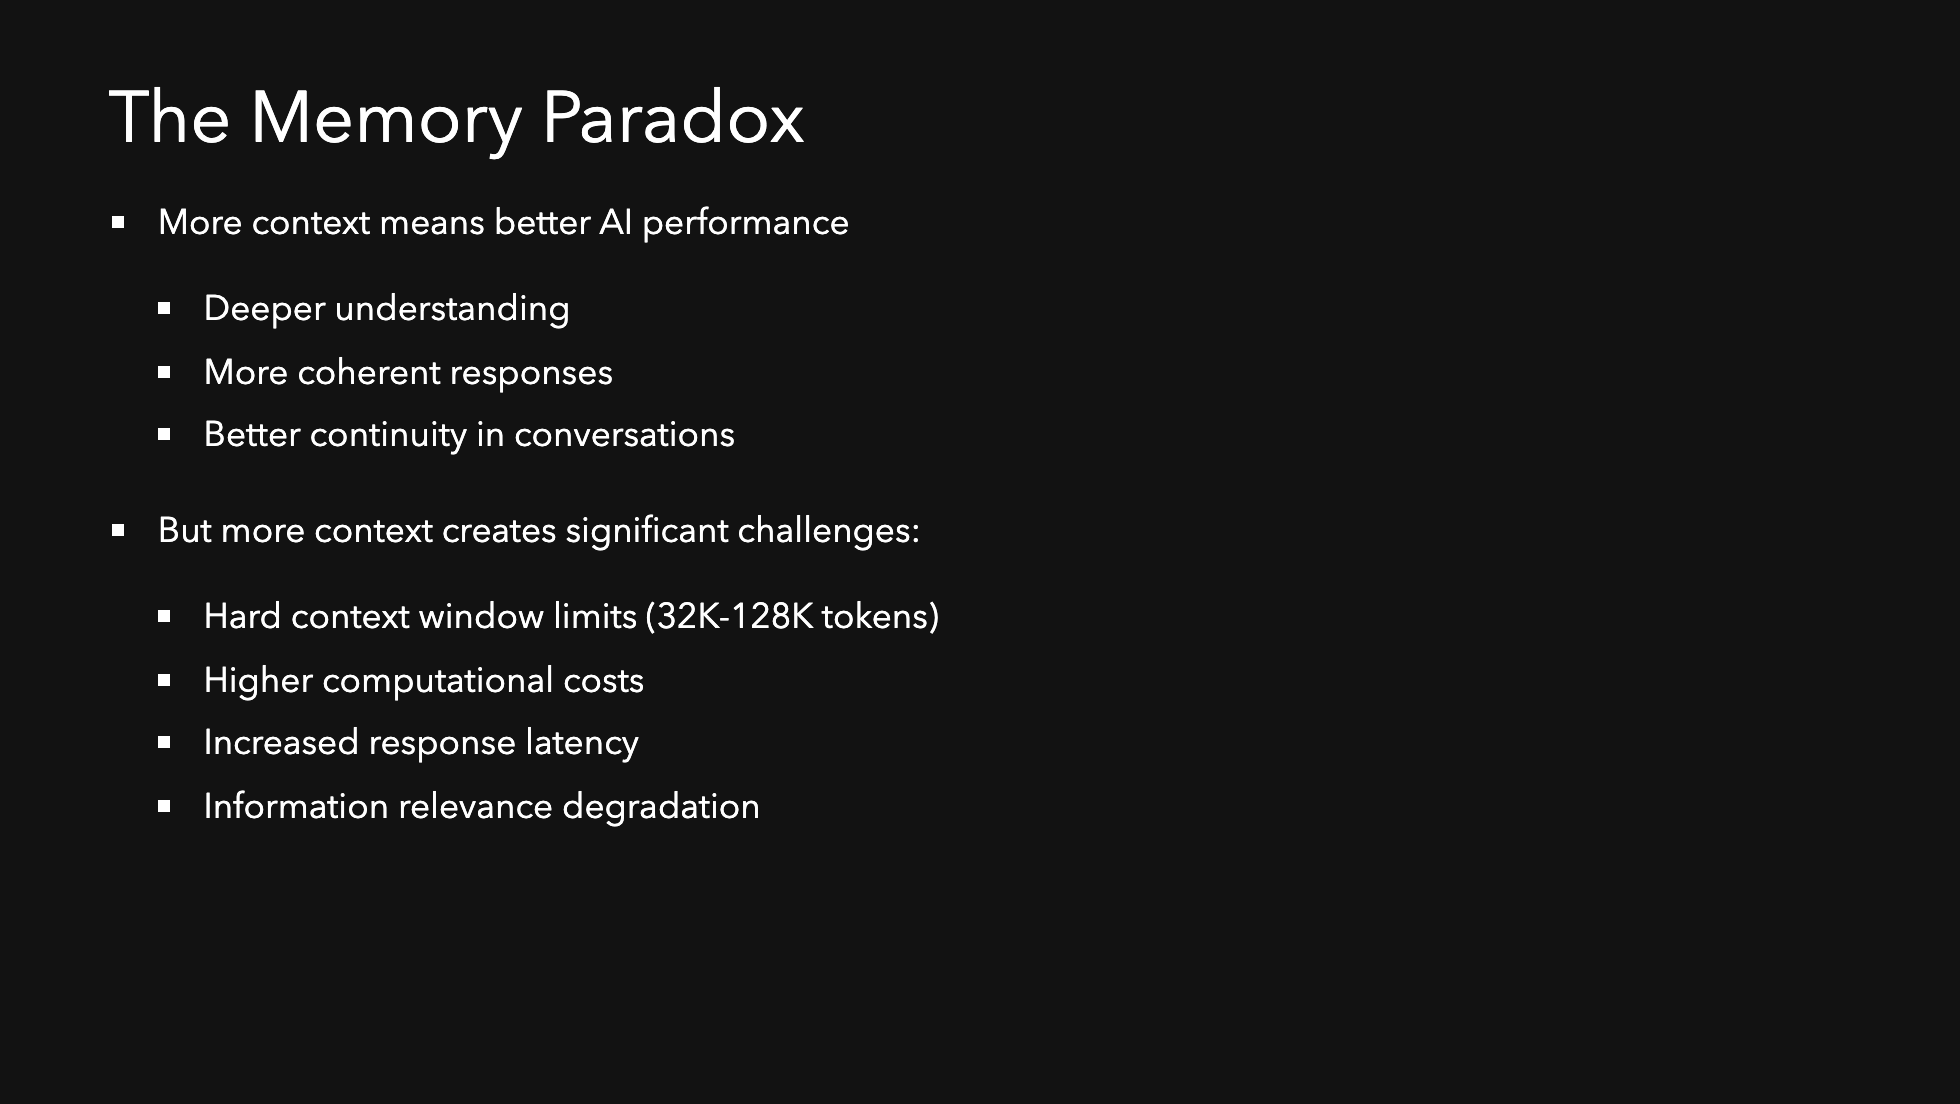 The Memory Paradox
▪ More context means better AI performance
▪ Deeper understanding
▪ More coherent responses
▪ Better continuity in conversations
▪ But more context creates significant challenges:
▪ Hard context window limits (32K-128K tokens)
▪ Higher computational costs
▪ Increased response latency
▪ Information relevance degradation